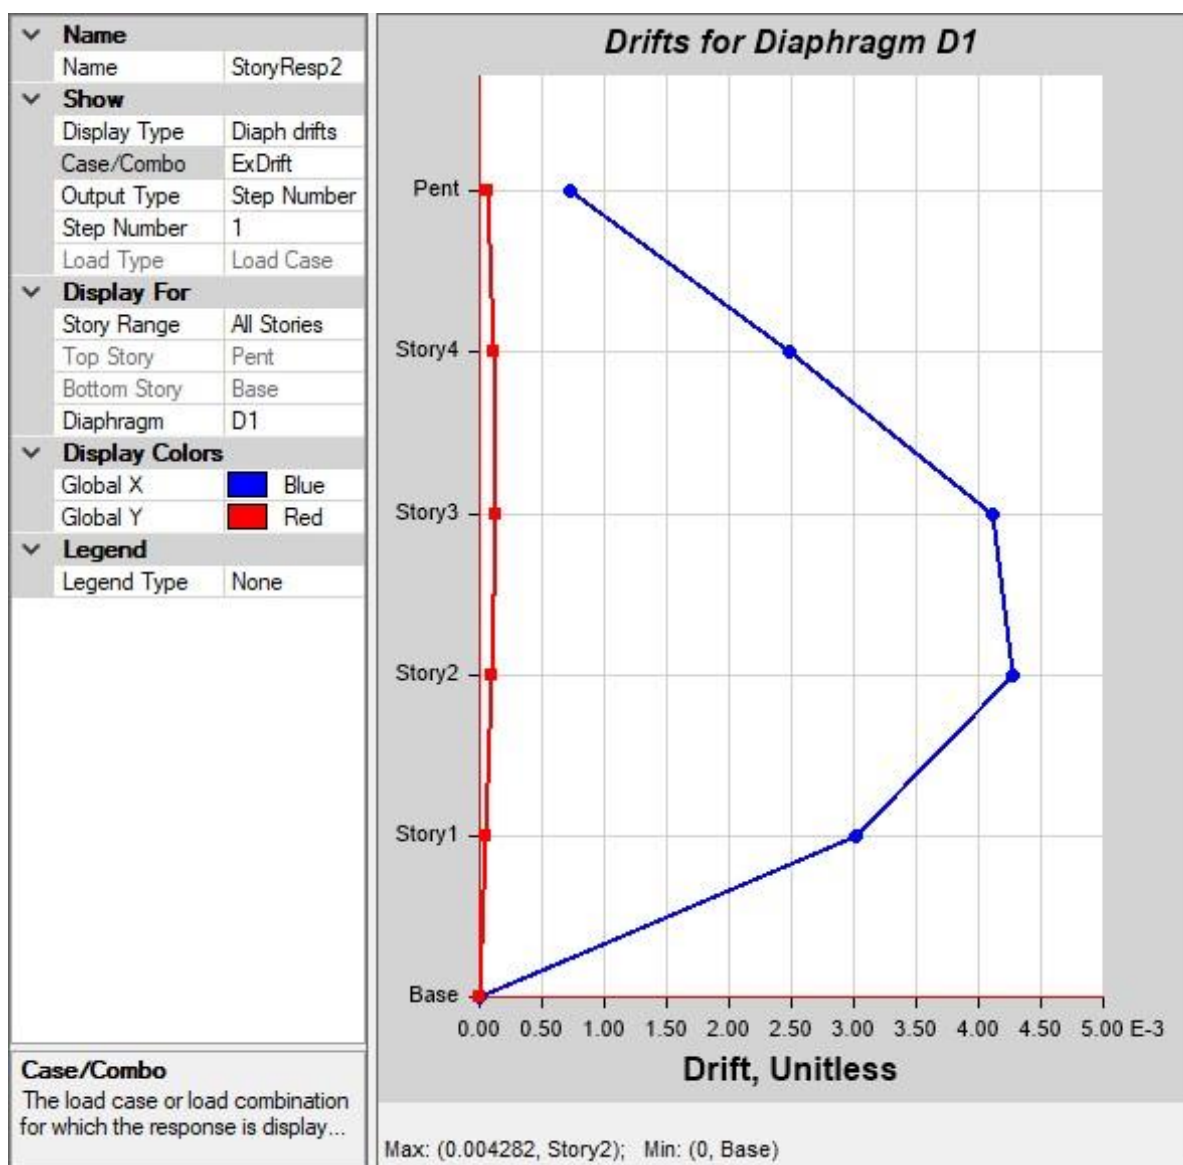 Name
Name StoryResp2
Show
Display Type Diaph drifts
Case/Combo ExDrift
Output Type Step Number
Step Number 1
Load Type Load Case
Display For
Story Range All Stories
Top Story Pent
Bottom Story Base
Diaphragm D1
Display Colors
Global X Blue
Global Y Red
Legend
Legend Type None
Case/Combo
The load case or load combination
for which the response is display...
Drifts for Diaphragm D1
Pent
Story4
Story3
Story2
Story1
Base
0.00 0.50 1.00 1.50 2.00 2.50 3.00 3.50 4.00 4.50 5.00 E-3
Drift, Unitless
Max: (0.004282, Story2); Min: (0, Base)